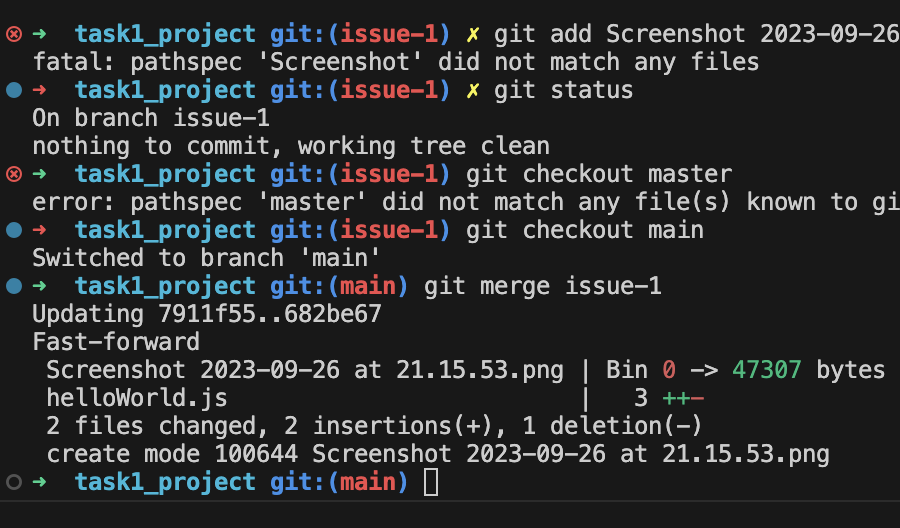 ➜ task1_project git:(issue-1) ✗ git add Screenshot 2023-09-26
fatal: pathspec 'Screenshot' did not match any files
➜ task1_project git:(issue-1) ✗ git status
On branch issue-1
nothing to commit, working tree clean
➜ task1_project git:(issue-1) git checkout master
error: pathspec 'master' did not match any file(s) known to gi
➜ task1_project git:(issue-1) git checkout main
Switched to branch 'main'
➜ task1_project git:(main) git merge issue-1
Updating 7911f55..682be67
Fast-forward
Screenshot 2023-09-26 at 21.15.53.png | Bin 0 -> 47307 bytes
helloWorld.js | 3 ++-
2 files changed, 2 insertions(+), 1 deletion(-)
create mode 100644 Screenshot 2023-09-26 at 21.15.53.png
➜ task1_project git:(main)